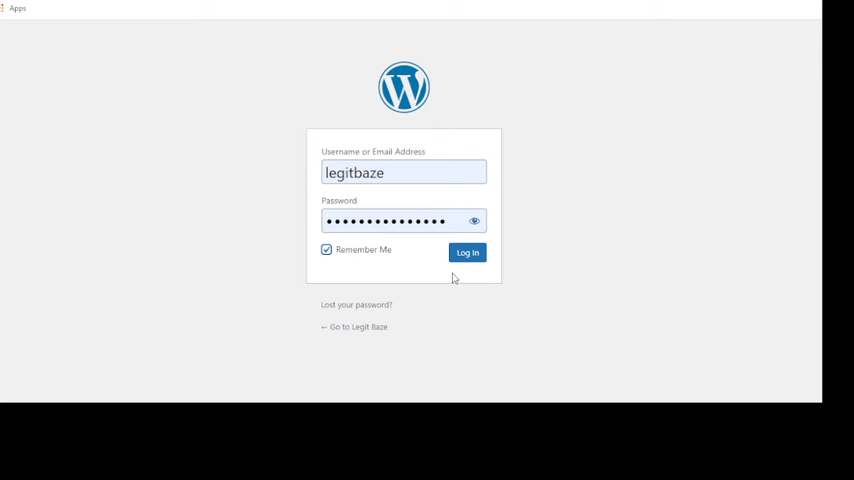 Apps
Username or Email Address
legitbaze
Password
Remember Me
Log In
Lost your password?
← Go to Legit Baze